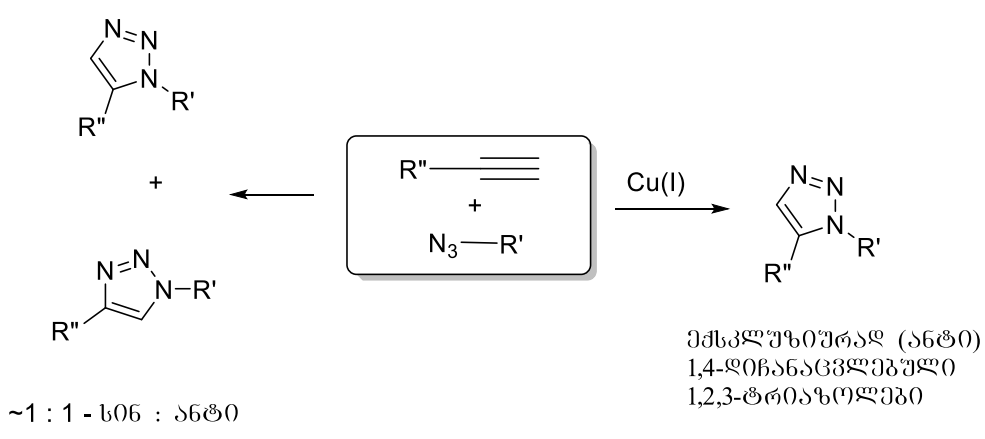 N N
N
R'
R"
+
N N
N R'
R"
~1 : 1 - სინ : ანტი
R"
+
N₃ R'
Cu(I)
N N
N
R'
R"
ექსკლუზიურად (ანტი)
1,4-დიჩანაცვლებული
1,2,3-ტრიაზოლები